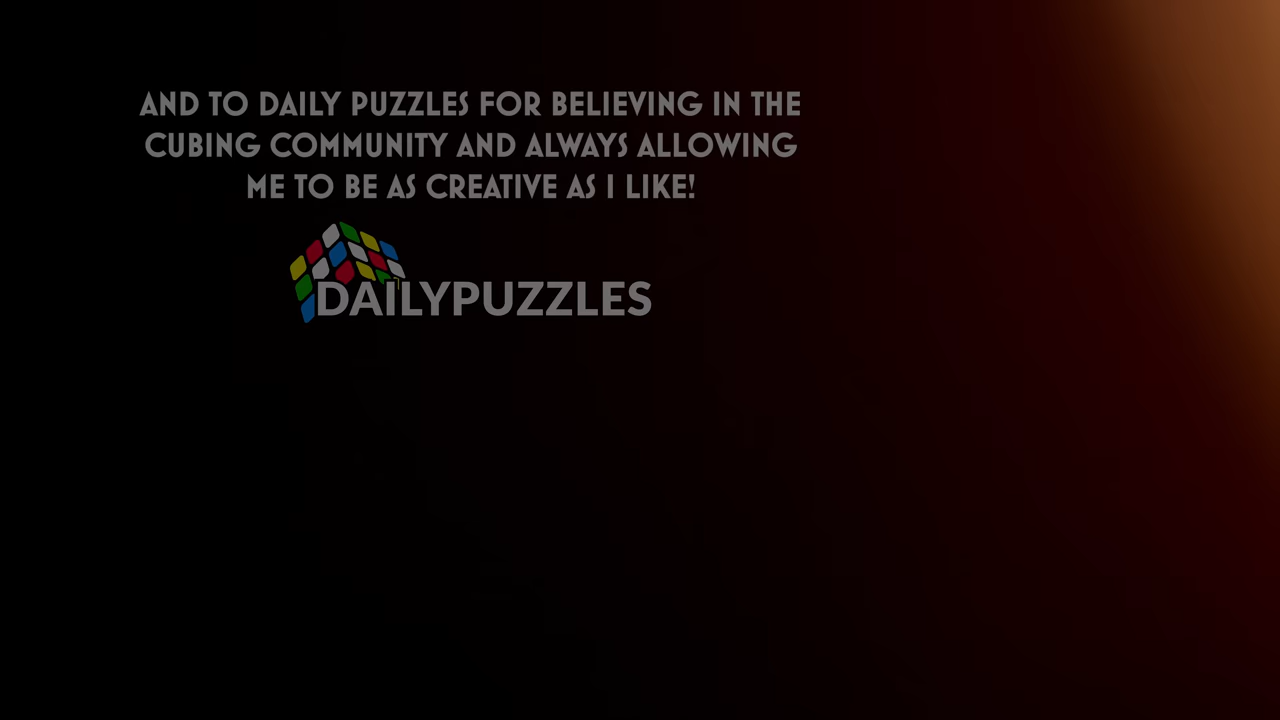 AND TO DAILY PUZZLES FOR BELIEVING IN THE
CUBING COMMUNITY AND ALWAYS ALLOWING
ME TO BE AS CREATIVE AS I LIKE!
DAILYPUZZLES